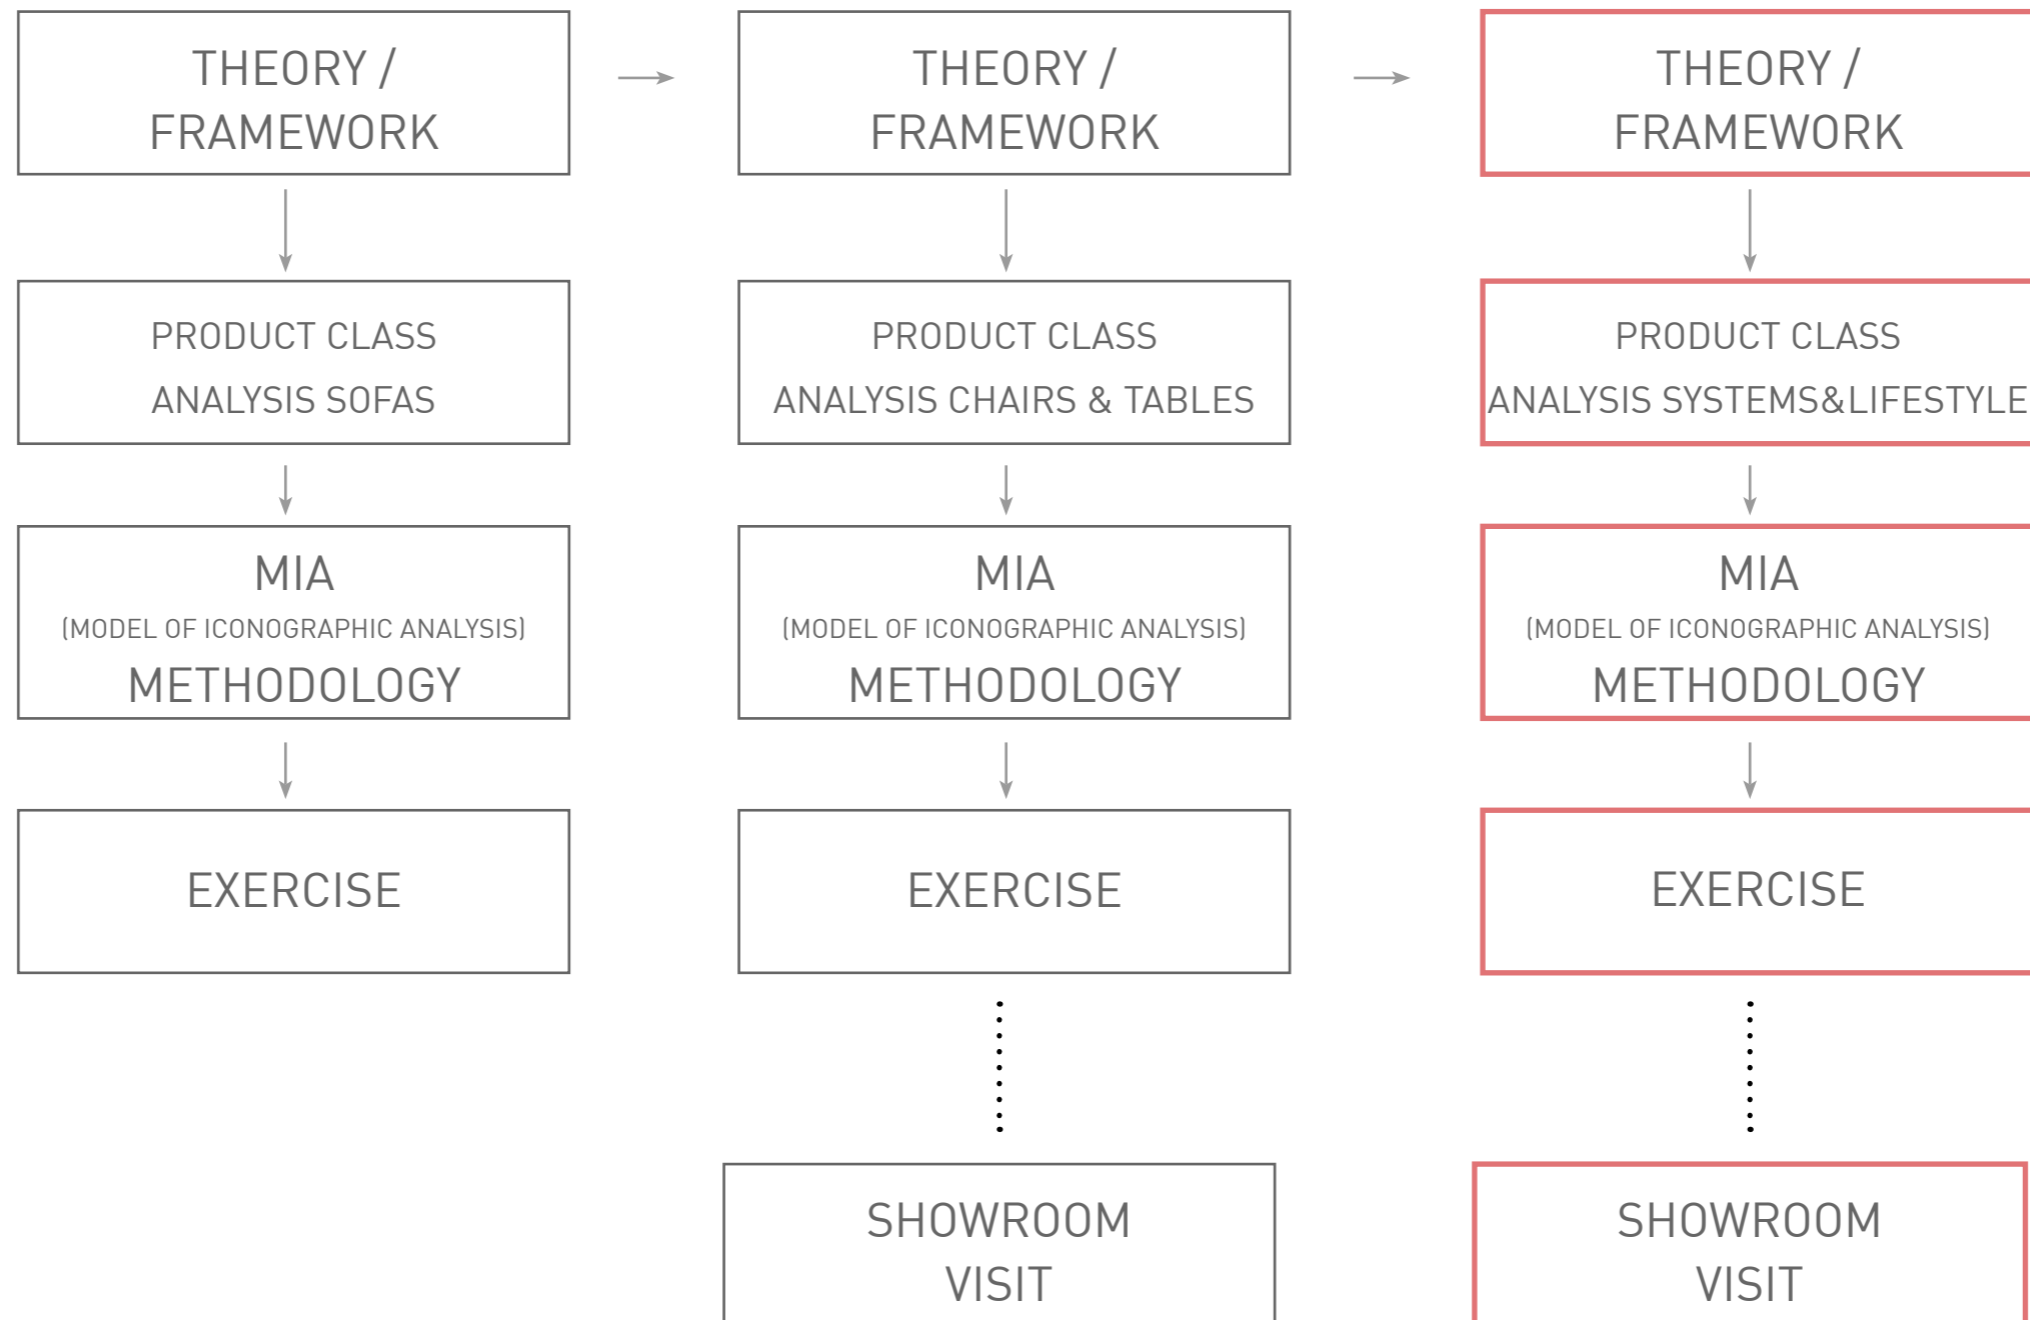 THEORY /
FRAMEWORK
PRODUCT CLASS
ANALYSIS SOFAS
MIA
(MODEL OF ICONOGRAPHIC ANALYSIS)
METHODOLOGY
EXERCISE
THEORY /
FRAMEWORK
PRODUCT CLASS
ANALYSIS CHAIRS & TABLES
MIA
(MODEL OF ICONOGRAPHIC ANALYSIS)
METHODOLOGY
EXERCISE
SHOWROOM
VISIT
THEORY /
FRAMEWORK
PRODUCT CLASS
ANALYSIS SYSTEMS&LIFESTYLE
MIA
(MODEL OF ICONOGRAPHIC ANALYSIS)
METHODOLOGY
EXERCISE
SHOWROOM
VISIT